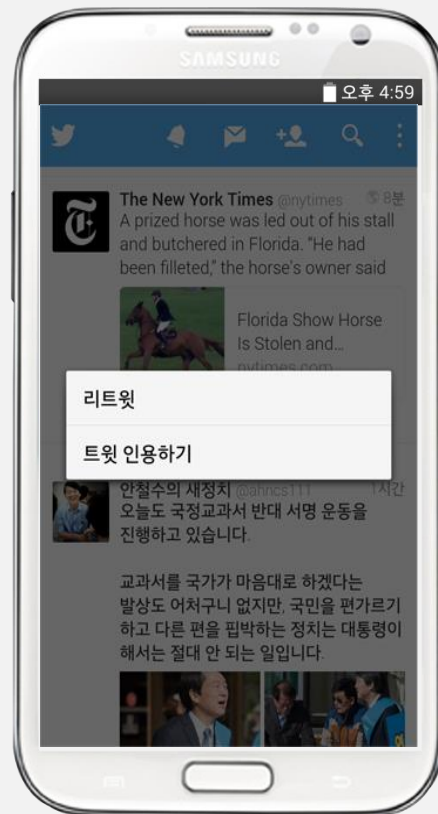 SAMSUNG
오후 4:59
The New York Times @nytimes 8분
A prized horse was led out of his stall
and butchered in Florida. "He had
been filleted," the horse's owner said
Florida Show Horse
Is Stolen and...
nytimes.com
리트윗
트윗 인용하기
안철수의 새정치 @ahncs111 1시간
오늘도 국정교과서 반대 서명 운동을
진행하고 있습니다.
교과서를 국가가 마음대로 하겠다는
발상도 어처구니 없지만, 국민을 편가르기
하고 다른 편을 핍박하는 정치는 대통령이
해서는 절대 안 되는 일입니다.